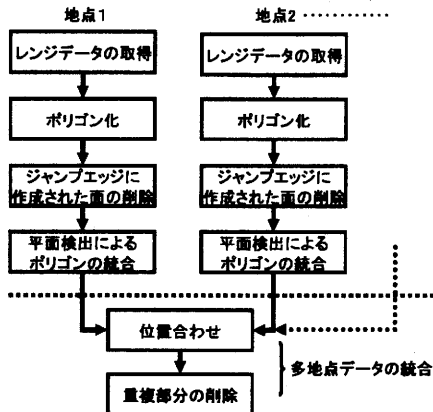 地点1
地点2 ............
レンジデータの取得
レンジデータの取得
ポリゴン化
ポリゴン化
ジャンプエッジに
作成された面の削除
ジャンプエッジに
作成された面の削除
平面検出による
ポリゴンの統合
平面検出による
ポリゴンの統合
位置合わせ
多地点データの統合
重複部分の削除